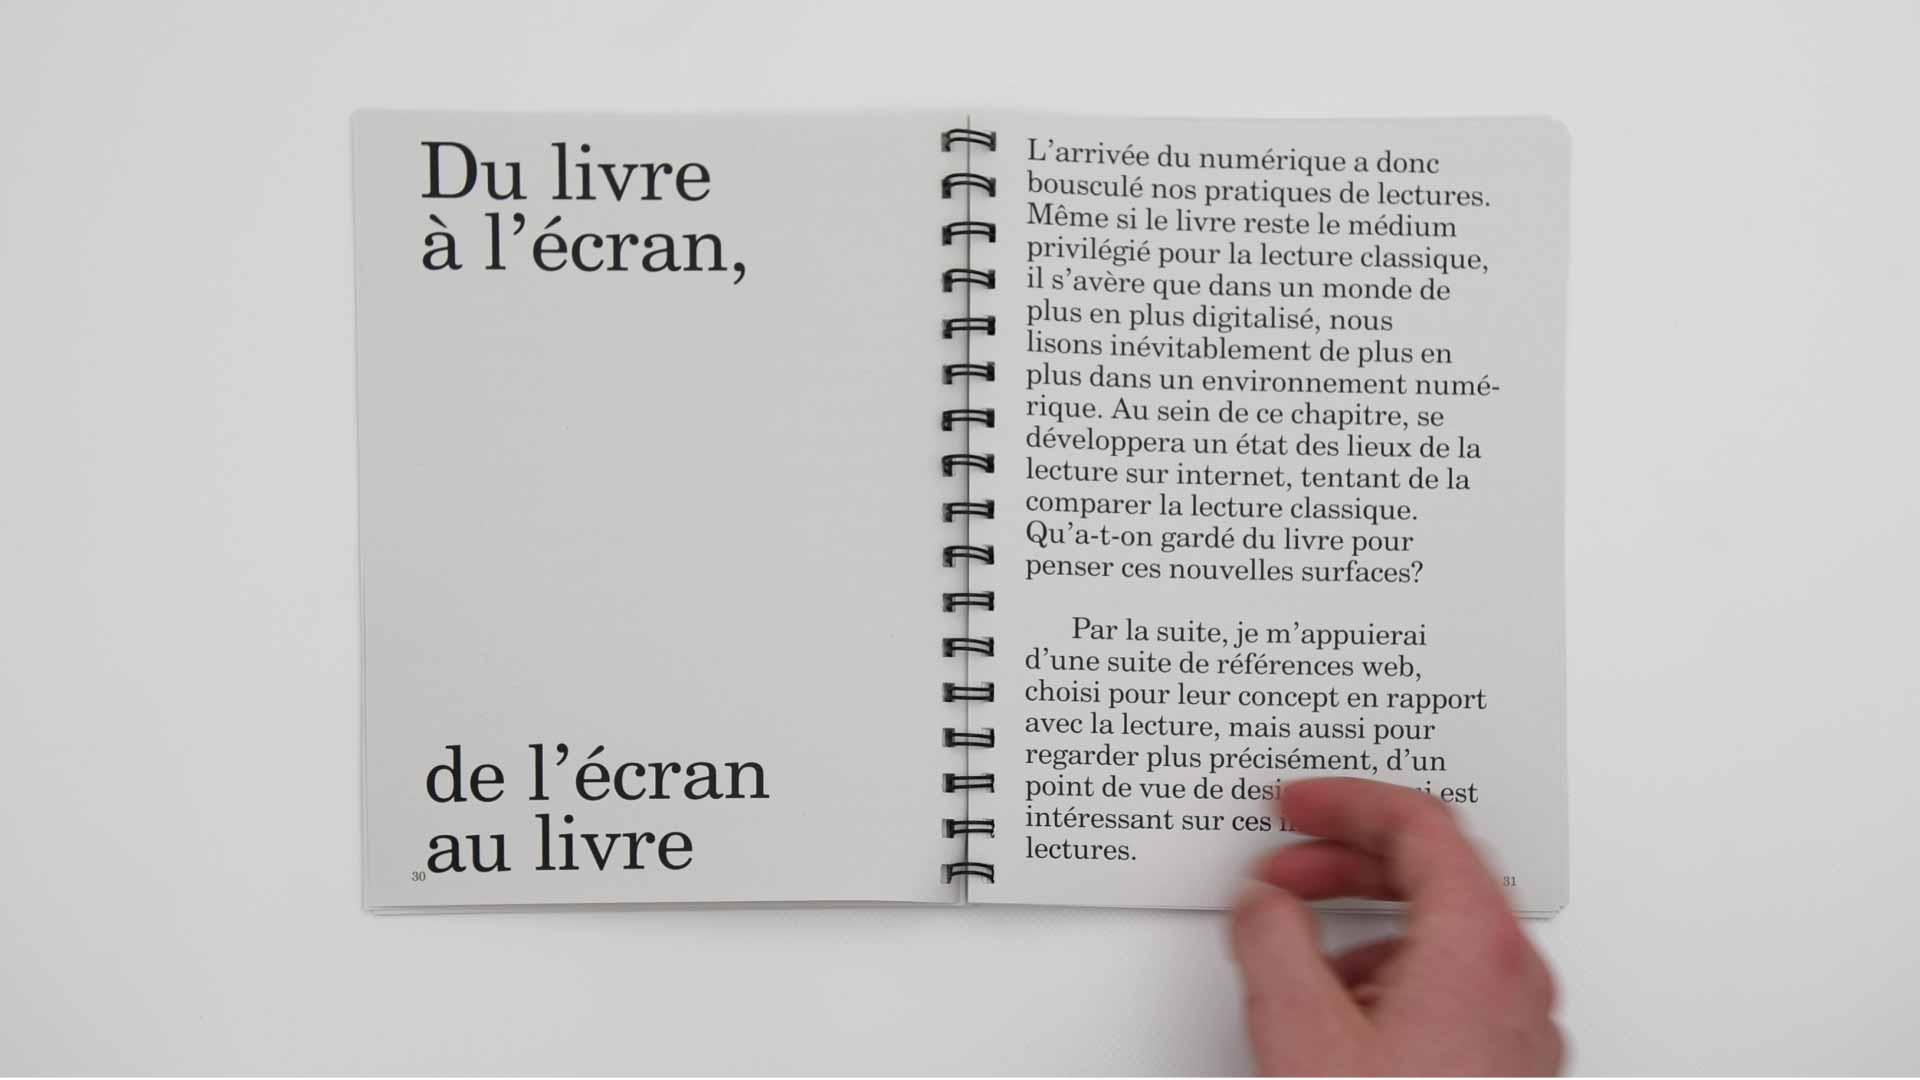 Du livre
à l’écran,
de l’écran
au livre
30
L’arrivée du numérique a donc
bousculé nos pratiques de lectures.
Même si le livre reste le médium
privilégié pour la lecture classique,
il s’avère que dans un monde de
plus en plus digitalisé, nous
lisons inévitablement de plus en
plus dans un environnement numé-
rique. Au sein de ce chapitre, se
développera un état des lieux de la
lecture sur internet, tentant de la
comparer la lecture classique.
Qu’a-t-on gardé du livre pour
penser ces nouvelles surfaces?
Par la suite, je m’appuierai
d’une suite de références web,
choisi pour leur concept en rapport
avec la lecture, mais aussi pour
regarder plus précisément, d’un
point de vue de est
intéressant sur ces
lectures.
31